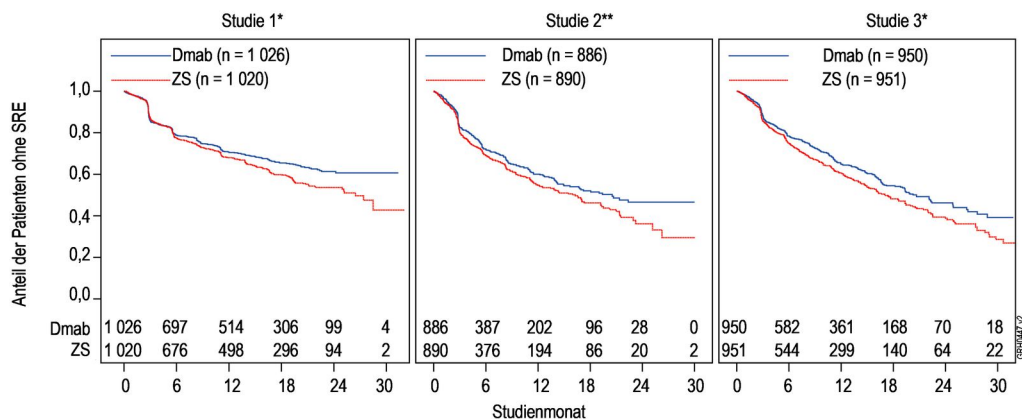 Studie 1*
Studie 2**
Studie 3*
Dmab (n = 1 026)
ZS (n = 1 020)
Dmab (n = 886)
ZS (n = 890)
Dmab (n = 950)
ZS (n = 951)
Anteil der Patienten ohne SRE
1,0
0,8
0,6
0,4
0,2
0,0
Dmab 1 026 697 514 306 99 4 886 387 202 96 28 0 950 582 361 168 70 18
ZS 1 020 676 498 296 94 2 890 376 194 86 20 2 951 544 299 140 64 22
0 6 12 18 24 30 0 6 12 18 24 30 0 6 12 18 24 30
Studienmonat
GRH0447 v2